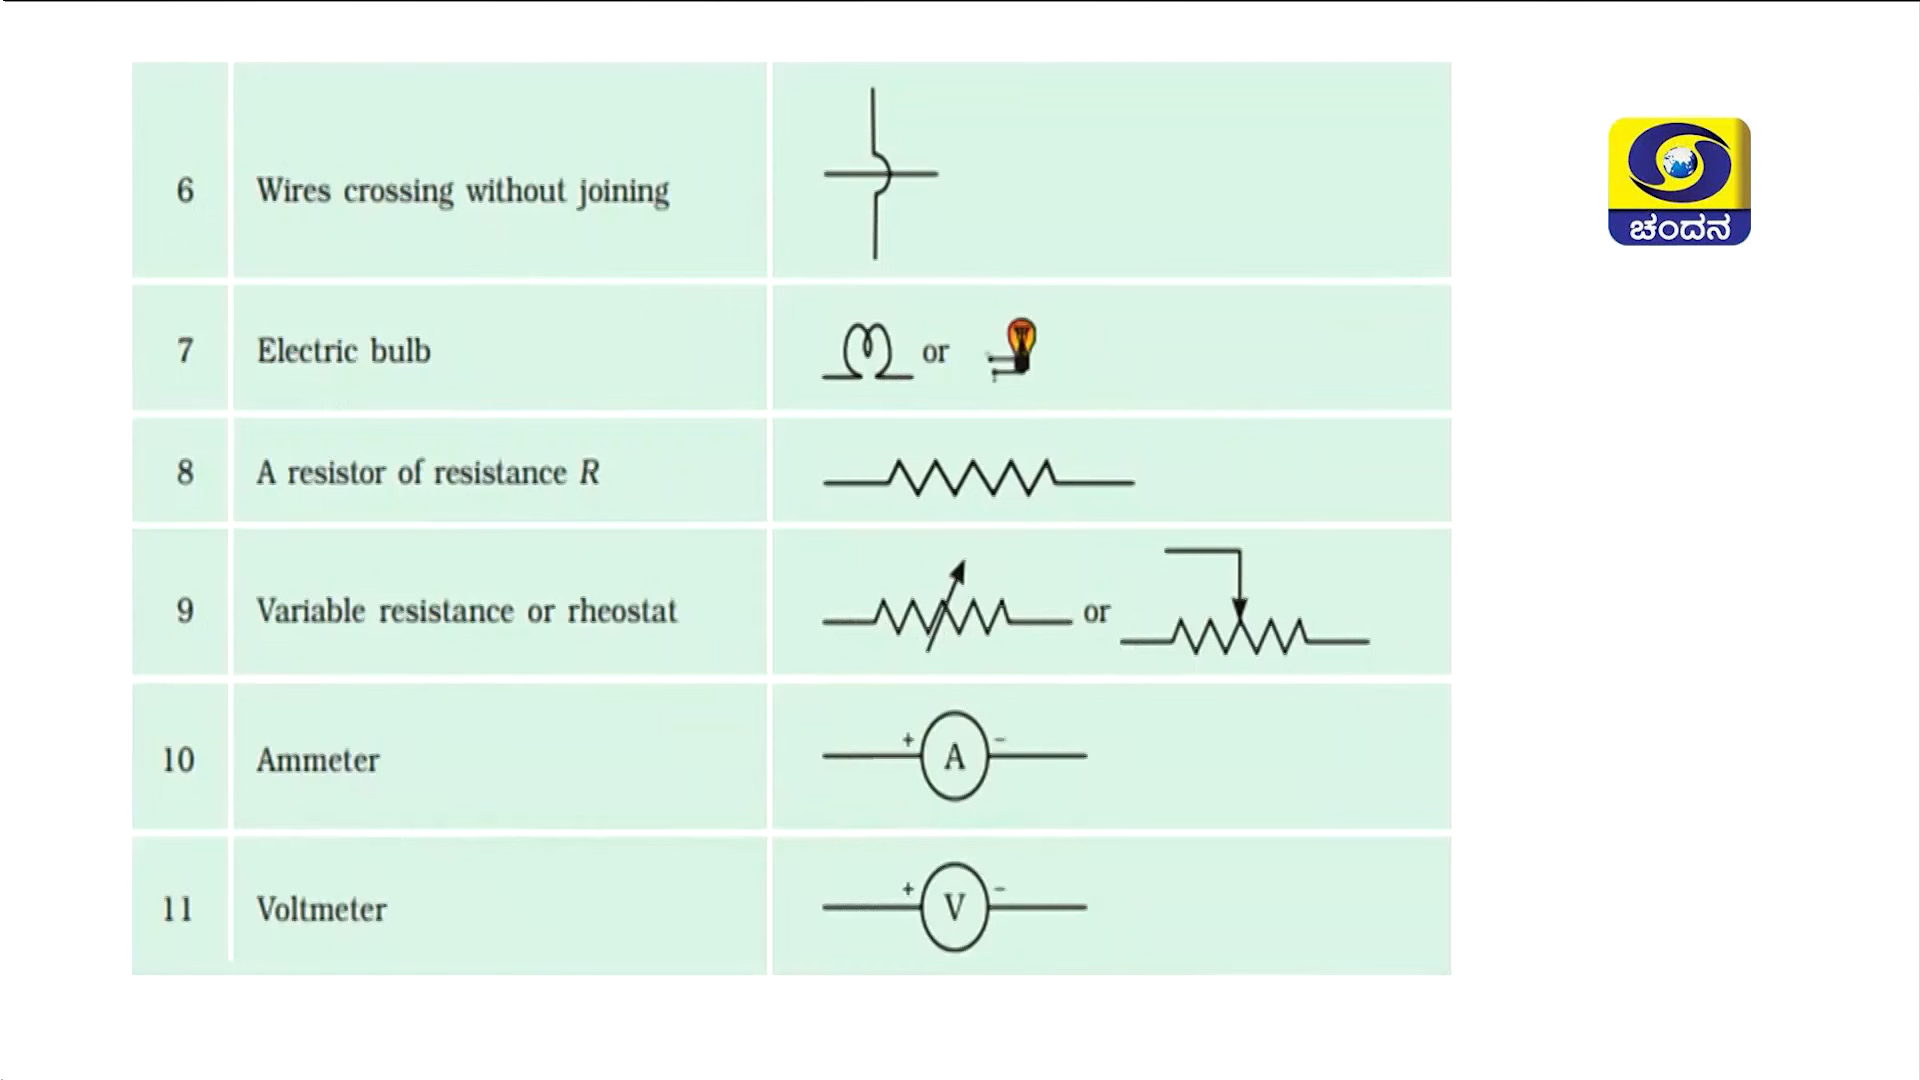 6 Wires crossing without joining
7 Electric bulb or
8 A resistor of resistance R
9 Variable resistance or rheostat or
10 Ammeter + A -
11 Voltmeter + V -
ಚಂದನ